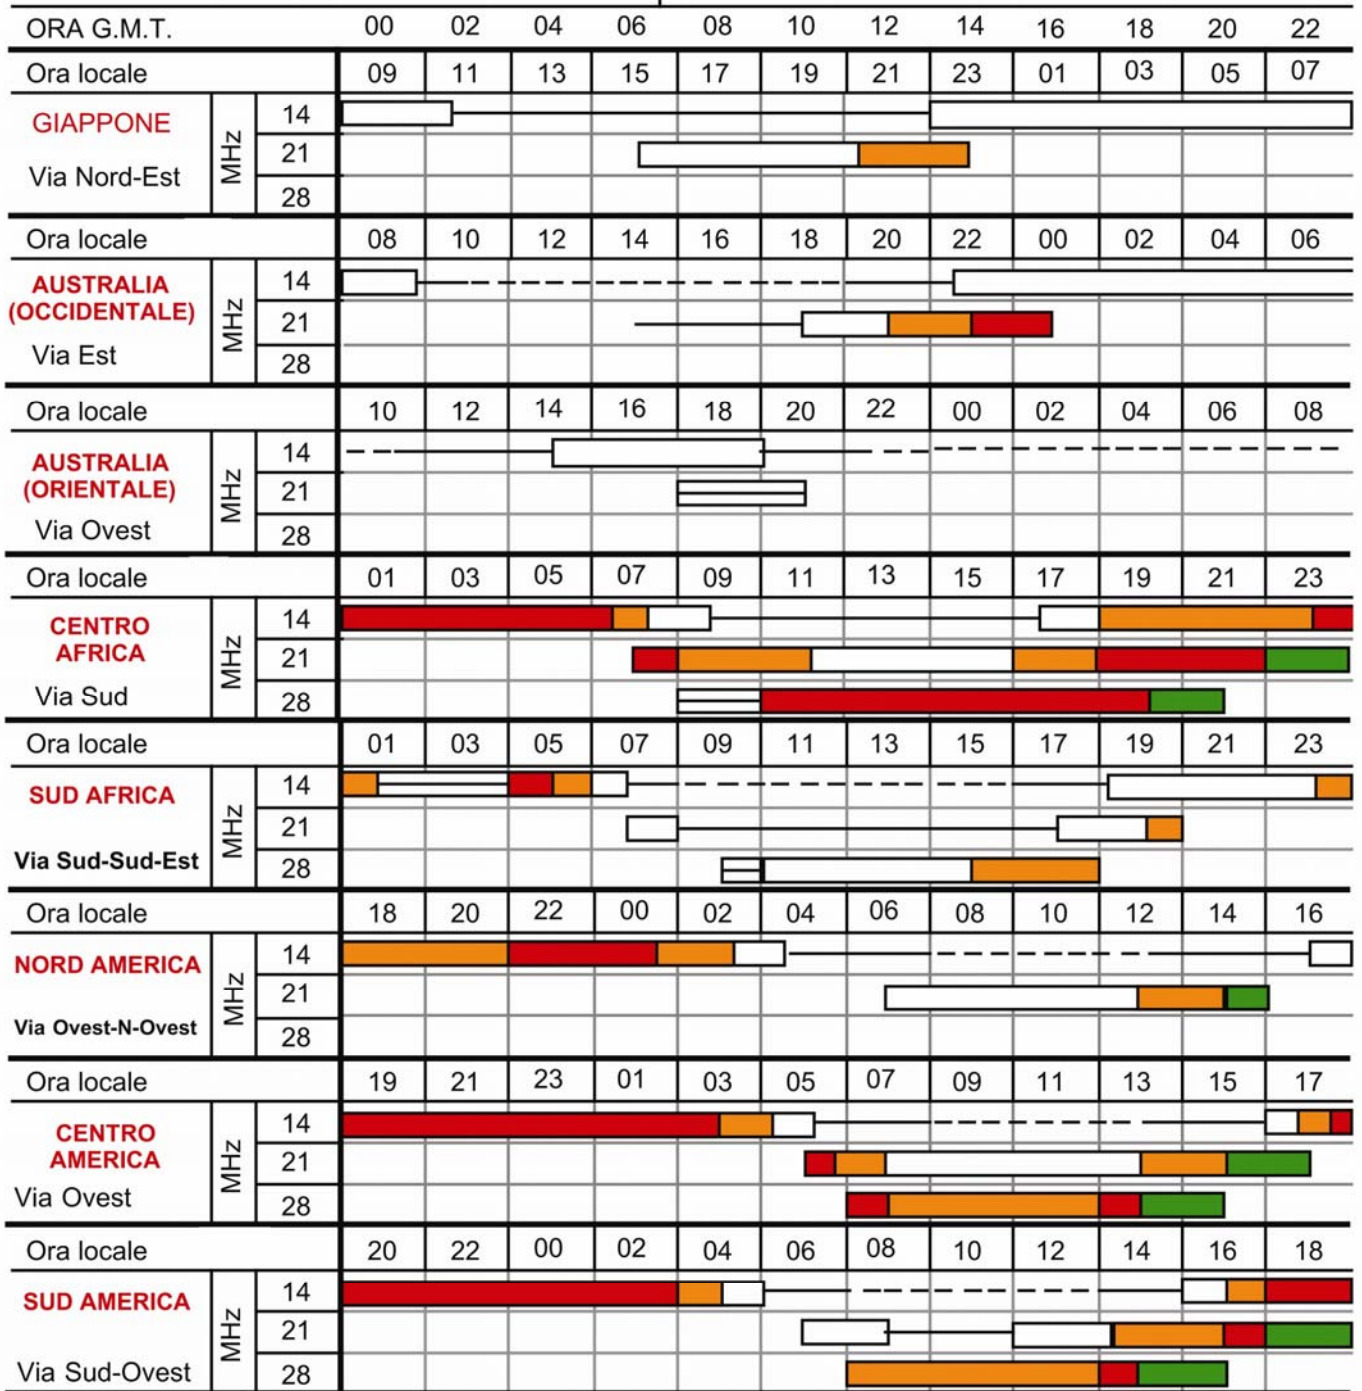 ORA G.M.T. 00 02 04 06 08 10 12 14 16 18 20 22
Ora locale 09 11 13 15 17 19 21 23 01 03 05 07
GIAPPONE
Via Nord-Est
MHz
14
21
28
Ora locale 08 10 12 14 16 18 20 22 00 02 04 06
AUSTRALIA
(OCCIDENTALE)
Via Est
MHz
14
21
28
Ora locale 10 12 14 16 18 20 22 00 02 04 06 08
AUSTRALIA
(ORIENTALE)
Via Ovest
MHz
14
21
28
Ora locale 01 03 05 07 09 11 13 15 17 19 21 23
CENTRO
AFRICA
Via Sud
MHz
14
21
28
Ora locale 01 03 05 07 09 11 13 15 17 19 21 23
SUD AFRICA
Via Sud-Sud-Est
MHz
14
21
28
Ora locale 18 20 22 00 02 04 06 08 10 12 14 16
NORD AMERICA
Via Ovest-N-Ovest
MHz
14
21
28
Ora locale 19 21 23 01 03 05 07 09 11 13 15 17
CENTRO
AMERICA
Via Ovest
MHz
14
21
28
Ora locale 20 22 00 02 04 06 08 10 12 14 16 18
SUD AMERICA
Via Sud-Ovest
MHz
14
21
28